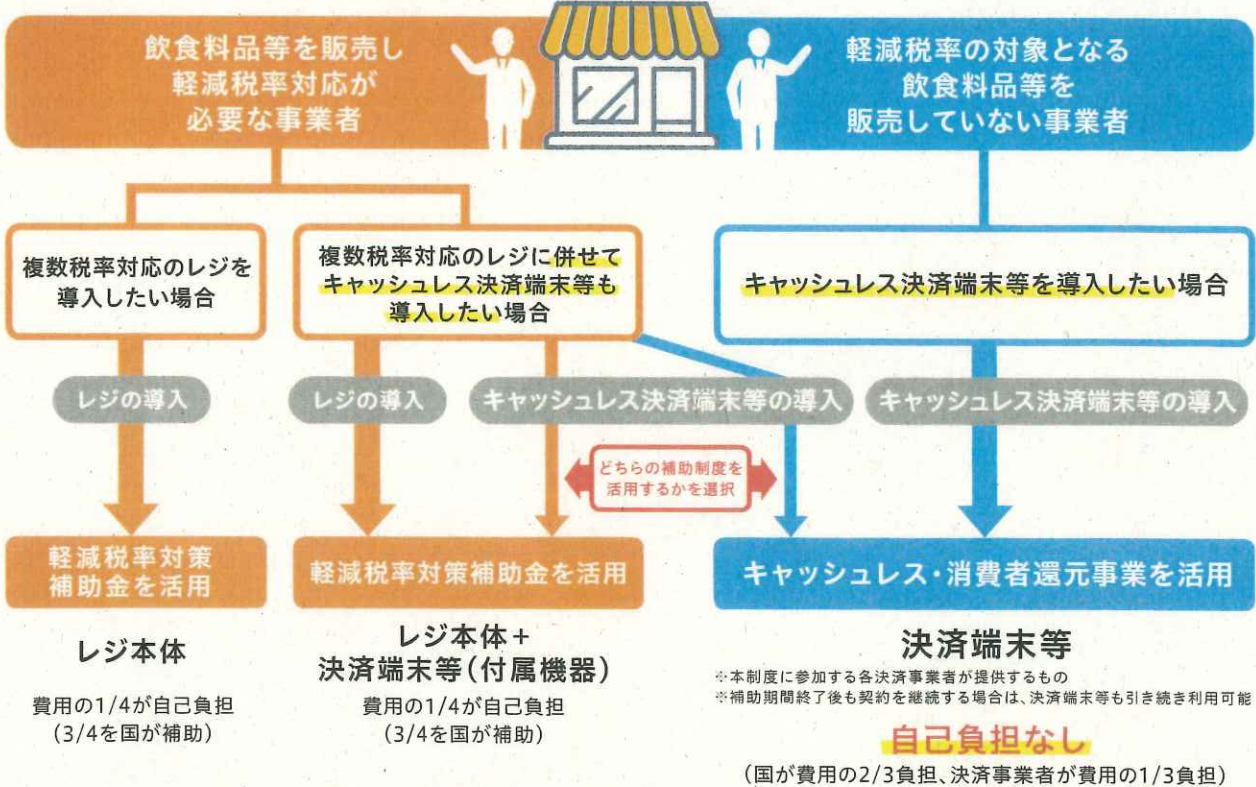 飲食料品等を販売し
軽減税率対応が
必要な事業者
軽減税率の対象となる
飲食料品等を
販売していない事業者
複数税率対応のレジを
導入したい場合
複数税率対応のレジに併せて
キャッシュレス決済端末等も
導入したい場合
キャッシュレス決済端末等を導入したい場合
レジの導入
レジの導入
キャッシュレス決済端末等の導入
キャッシュレス決済端末等の導入
どちらの補助制度を
活用するかを選択
軽減税率対策
補助金を活用
軽減税率対策補助金を活用
キャッシュレス・消費者還元事業を活用
レジ本体
費用の1/4が自己負担
(3/4を国が補助)
レジ本体+
決済端末等(付属機器)
費用の1/4が自己負担
(3/4を国が補助)
決済端末等
※本制度に参加する各決済事業者が提供するもの
※補助期間終了後も契約を継続する場合は、決済端末等も引き続き利用可能
自己負担なし
(国が費用の2/3負担、決済事業者が費用の1/3負担)